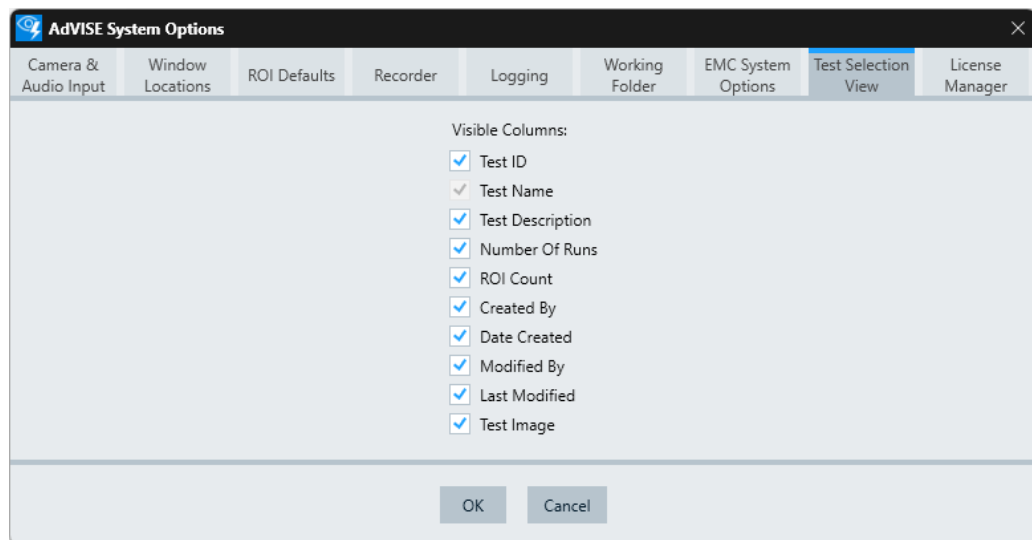 AdVISE System Options
Camera & Audio Input
Window Locations
ROI Defaults
Recorder
Logging
Working Folder
EMC System Options
Test Selection View
License Manager
Visible Columns:
Test ID
Test Name
Test Description
Number Of Runs
ROI Count
Created By
Date Created
Modified By
Last Modified
Test Image
OK
Cancel